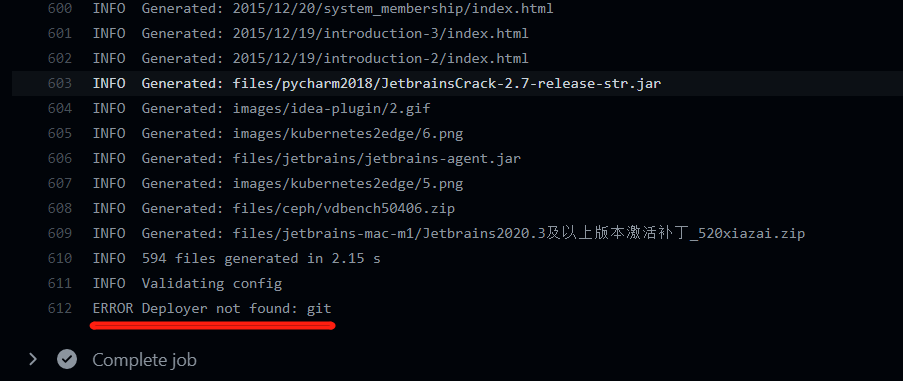 600 INFO Generated: 2015/12/20/system_membership/index.html
601 INFO Generated: 2015/12/19/introduction-3/index.html
602 INFO Generated: 2015/12/19/introduction-2/index.html
603 INFO Generated: files/pycharm2018/JetbrainsCrack-2.7-release-str.jar
604 INFO Generated: images/idea-plugin/2.gif
605 INFO Generated: images/kubernetes2edge/6.png
606 INFO Generated: files/jetbrains/jetbrains-agent.jar
607 INFO Generated: images/kubernetes2edge/5.png
608 INFO Generated: files/ceph/vdbench50406.zip
609 INFO Generated: files/jetbrains-mac-m1/Jetbrains2020.3及以上版本激活补丁_520xiazai.zip
610 INFO 594 files generated in 2.15 s
611 INFO Validating config
612 ERROR Deployer not found: git
Complete job